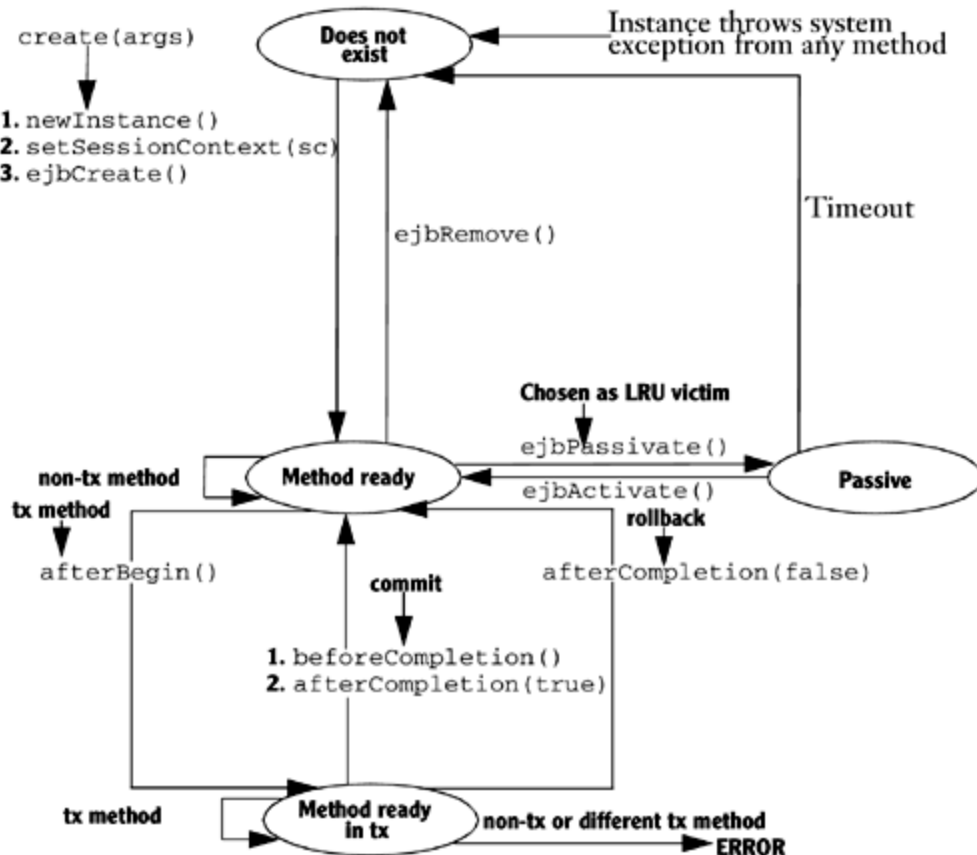 create(args)
Does not
exist
Instance throws system
exception from any method
1. newInstance()
2. setSessionContext(sc)
3. ejbCreate()
ejbRemove()
Timeout
Chosen as LRU victim
ejbPassivate()
non-tx method
Method ready
ejbActivate()
Passive
tx method
afterBegin()
rollback
afterCompletion(false)
commit
1. beforeCompletion()
2. afterCompletion(true)
tx method
Method ready
in tx
non-tx or different tx method
ERROR